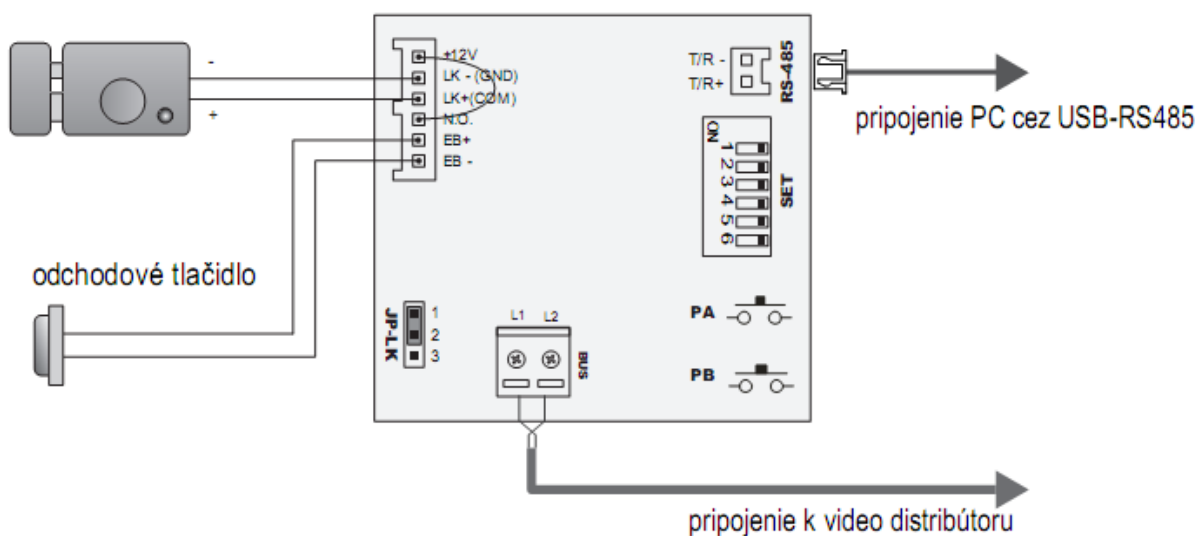 -
+
+12V
LK - (GND)
LK+(COM)
N.O.
EB+
EB -
T/R -
T/R+
RS-485
pripojenie PC cez USB-RS485
ON
1
2
3
4
5
6
SET
odchodové tlačidlo
JP-LK
1
2
3
L1 L2
BUS
PA
PB
pripojenie k video distribútoru